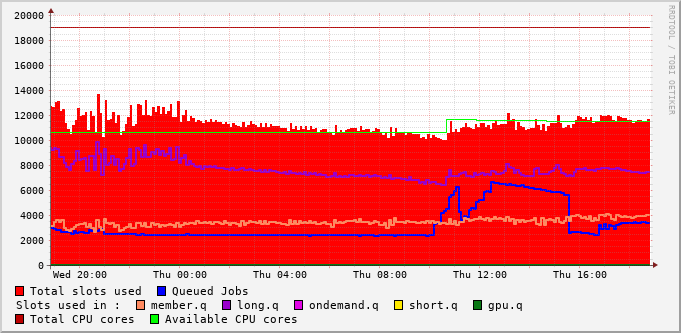 20000
18000
16000
14000
12000
10000
8000
6000
4000
2000
0
Wed 20:00 Thu 00:00 Thu 04:00 Thu 08:00 Thu 12:00 Thu 16:00
RRDTOOL / TOBI OETIKER
Total slots used Queued Jobs
Slots used in : member.q long.q ondemand.q short.q gpu.q
Total CPU cores Available CPU cores